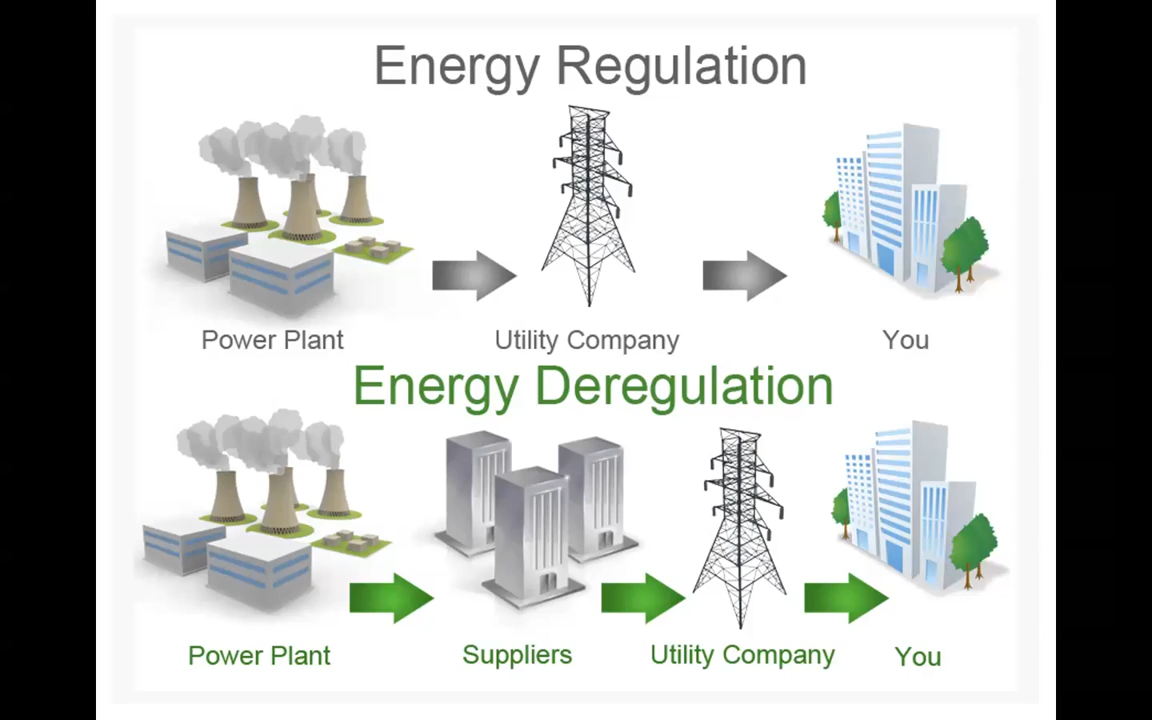 Energy Regulation
Power Plant
Utility Company
You
Energy Deregulation
Power Plant
Suppliers
Utility Company
You